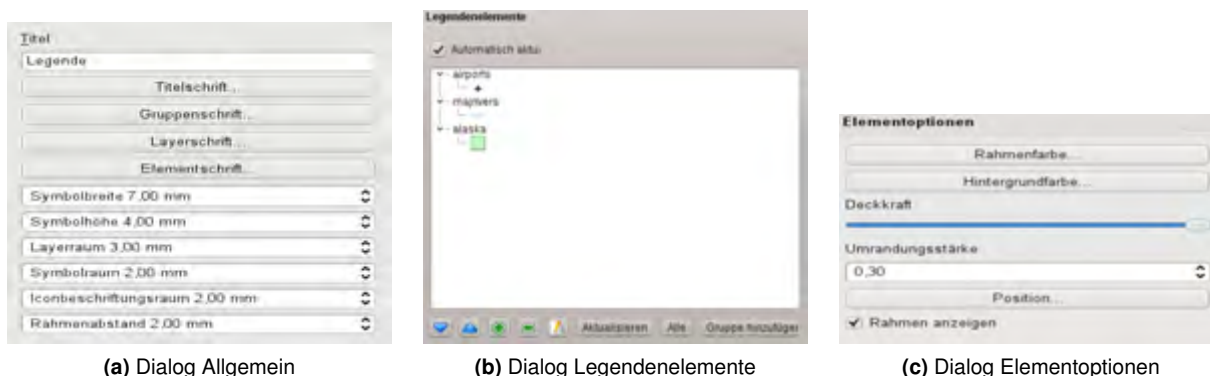 Titel
Legende
Titelschrift...
Gruppenschrift...
Layerschrift...
Elementschrift...
Symbolbreite 7,00 mm
Symbolhöhe 4,00 mm
Layerraum 3,00 mm
Symbolraum 2,00 mm
Iconbeschriftungsraum 2,00 mm
Rahmenabstand 2,00 mm
(a) Dialog Allgemein
Legendenelemente
Automatisch aktu
airports
majrivers
alaska
Aktualisieren Alle Gruppe hinzufügen
(b) Dialog Legendenelemente
Elementoptionen
Rahmenfarbe...
Hintergrundfarbe...
Deckkraft
Umrandungsstärke
0,30
Position...
Rahmen anzeigen
(c) Dialog Elementoptionen